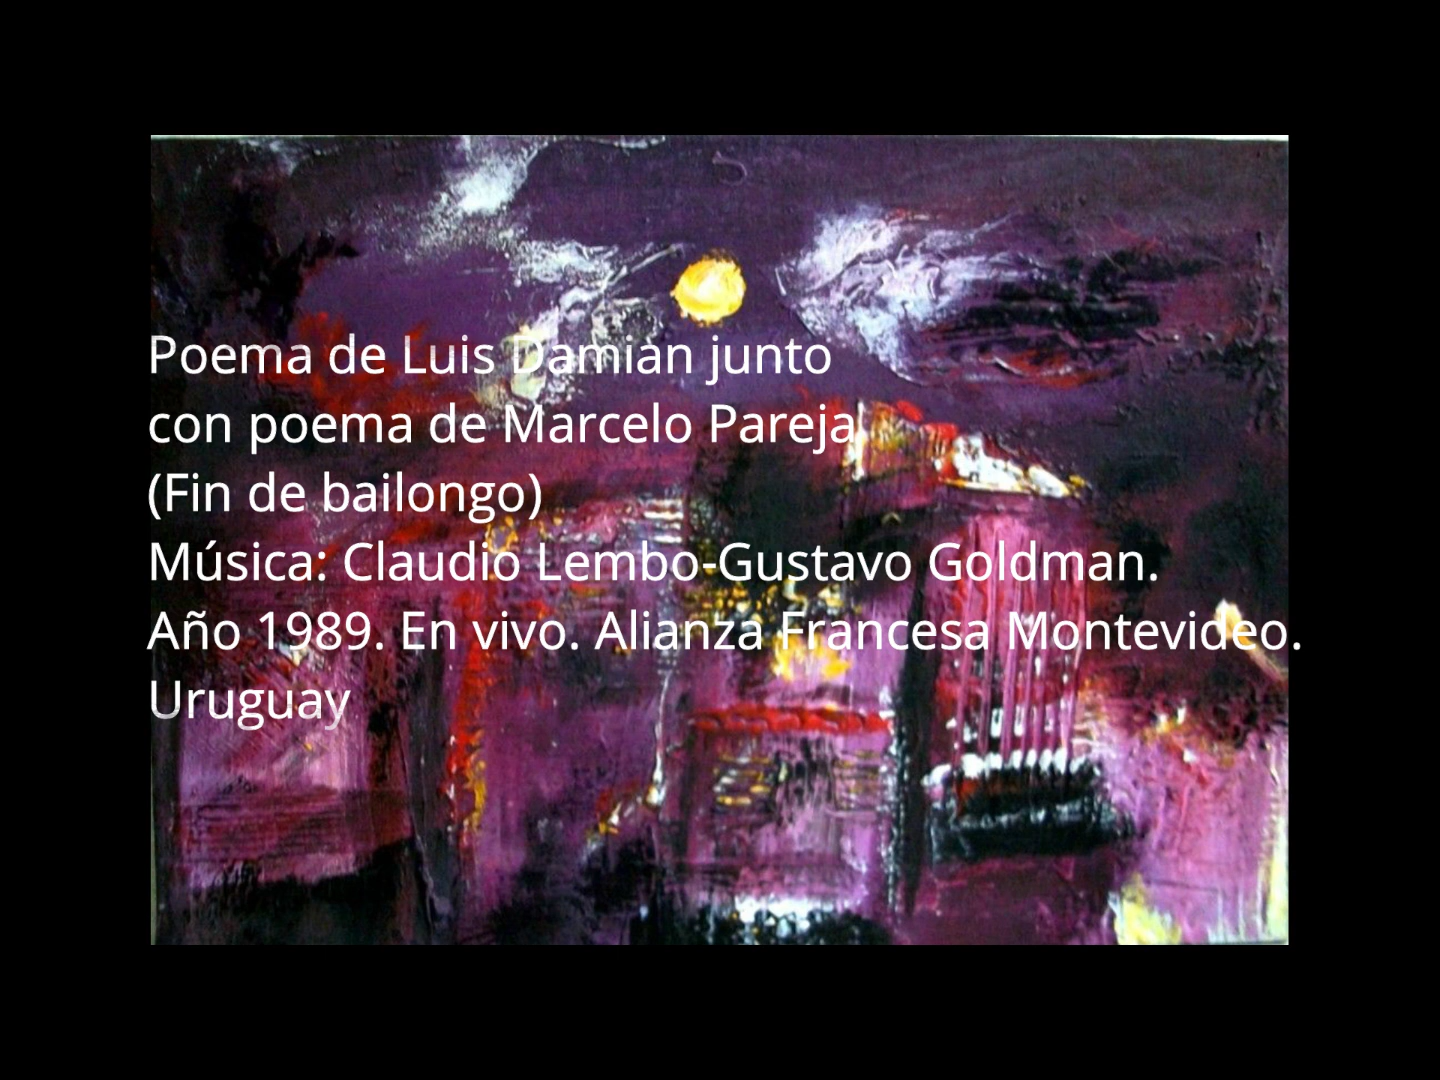 Poema de Luis Damian junto
con poema de Marcelo Pareja
(Fin de bailongo)
Música: Claudio Lembo-Gustavo Goldman.
Año 1989. En vivo. Alianza Francesa Montevideo.
Uruguay